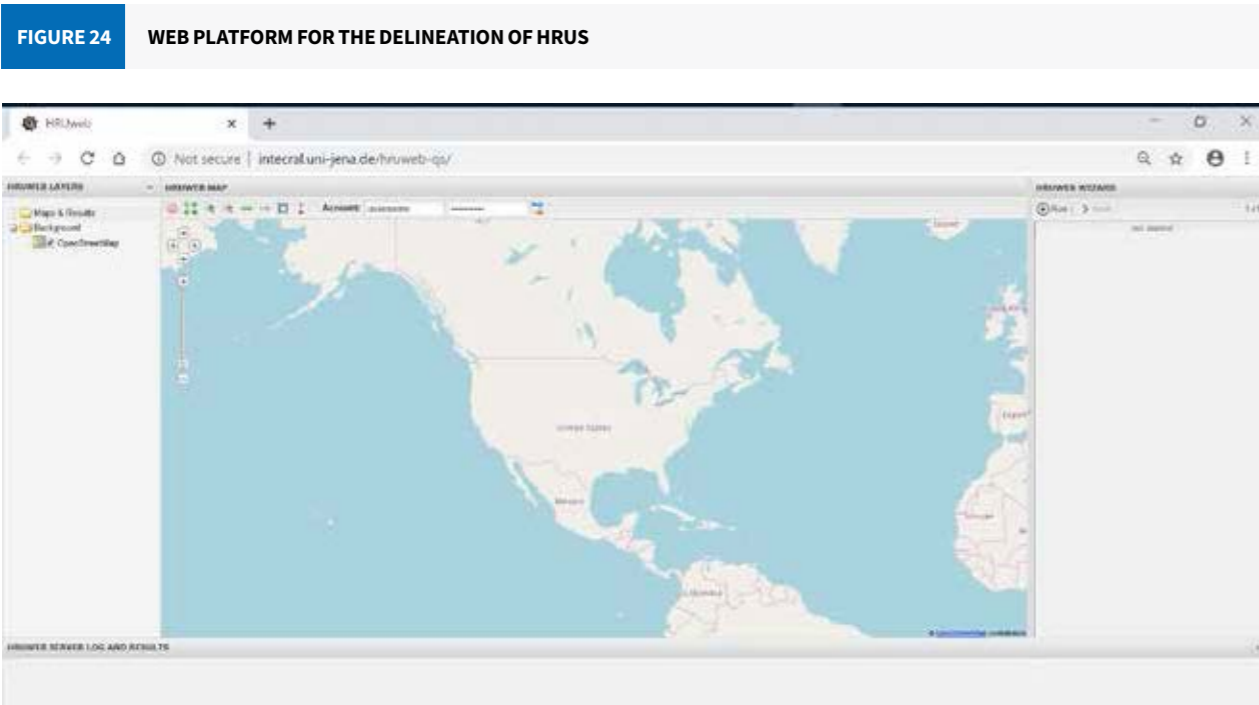 FIGURE 24
WEB PLATFORM FOR THE DELINEATION OF HRUS
HRUweb
Not secure | intecral.uni-jena.de/hruweb-qs/
HRUWEB LAYERS
HRUWEB MAP
HRUWEB WIZARD
Maps & Results
Account:
Run
Background
OpenStreetMap
United States
Mexico
HRUWEB SERVER LOG AND RESULTS